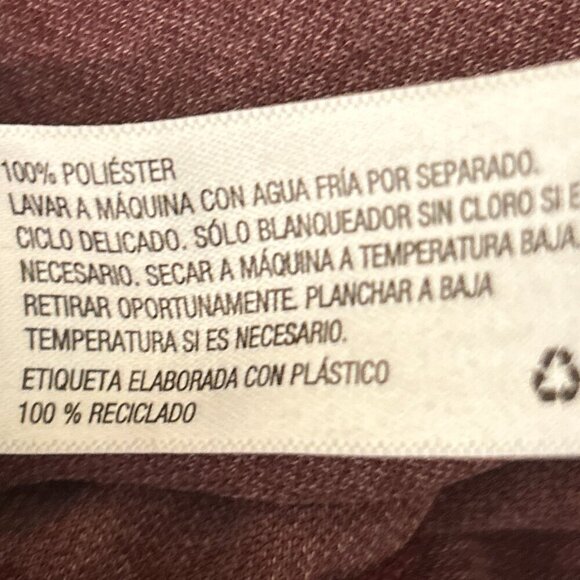 100% POLIÉSTER
LAVAR A MÁQUINA CON AGUA FRÍA POR SEPARADO.
CICLO DELICADO. SÓLO BLANQUEADOR SIN CLORO SI E
NECESARIO. SECAR A MÁQUINA A TEMPERATURA BAJA.
RETIRAR OPORTUNAMENTE. PLANCHAR A BAJA
TEMPERATURA SI ES NECESARIO.
ETIQUETA ELABORADA CON PLÁSTICO
100 % RECICLADO